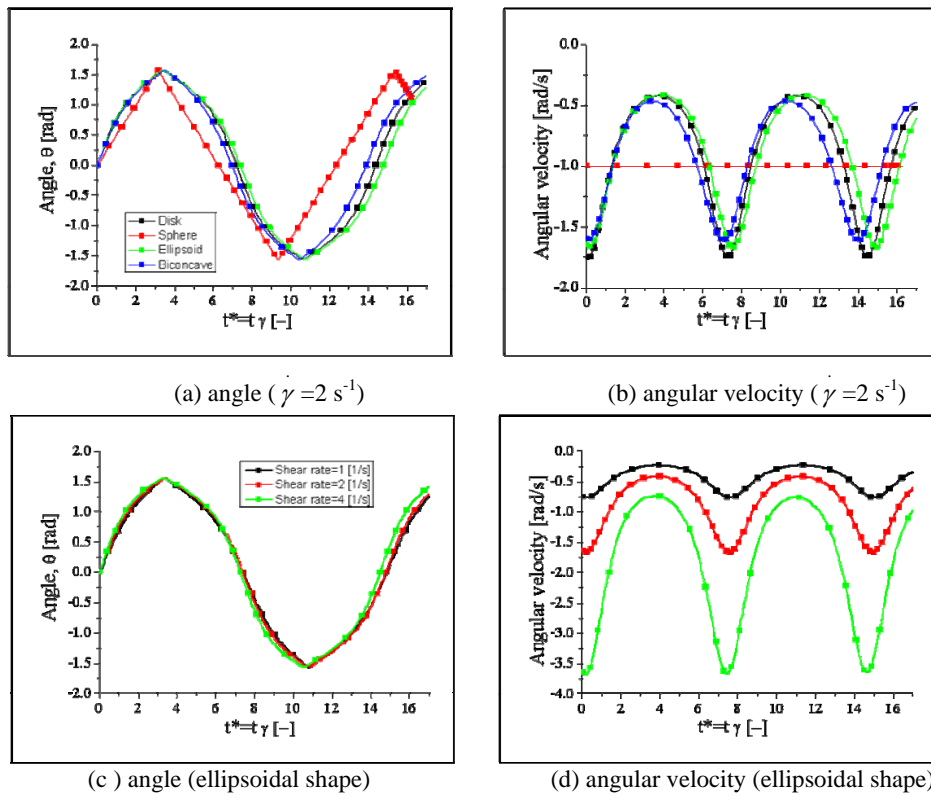 2.0
1.5
1.0
0.5
0.0
-0.5
-1.0
-1.5
-2.0
Angle, θ [rad]
Disk
Sphere
Ellipsoid
Biconcave
0 2 4 6 8 10 12 14 16
t*=t γ [–]
0.0
-0.5
-1.0
-1.5
-2.0
Angular velocity [rad/s]
0 2 4 6 8 10 12 14 16
t*=t γ [–]
(a) angle ( γ̇ =2 s⁻¹)
(b) angular velocity ( γ̇ =2 s⁻¹)
2.0
1.5
1.0
0.5
0.0
-0.5
-1.0
-1.5
-2.0
Angle, θ [rad]
Shear rate=1 [1/s]
Shear rate=2 [1/s]
Shear rate=4 [1/s]
0 2 4 6 8 10 12 14 16
t*=t γ [–]
0.0
-0.5
-1.0
-1.5
-2.0
-2.5
-3.0
-3.5
-4.0
Angular velocity [rad/s]
0 2 4 6 8 10 12 14 16
t*=t γ [–]
(c ) angle (ellipsoidal shape)
(d) angular velocity (ellipsoidal shape)